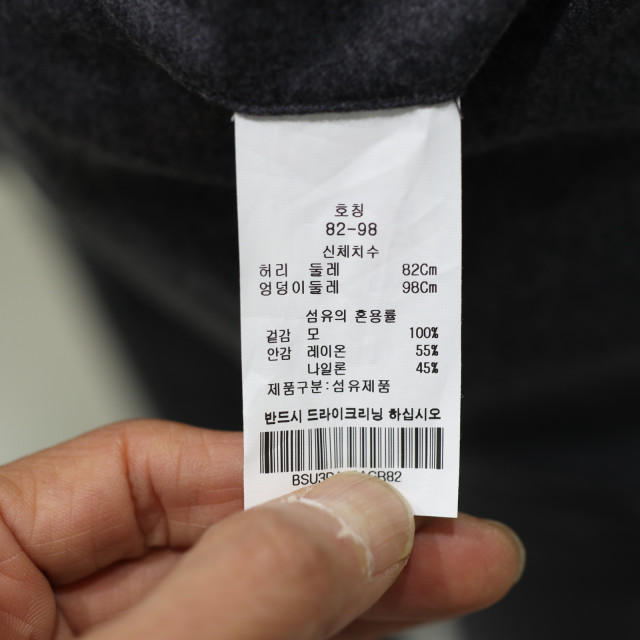 호칭
82-98
신체치수
허리 둘레 82Cm
엉덩이둘레 98Cm
섬유의 혼용률
겉감 모 100%
안감 레이온 55%
나일론 45%
제품구분:섬유제품
반드시 드라이크리닝 하십시오